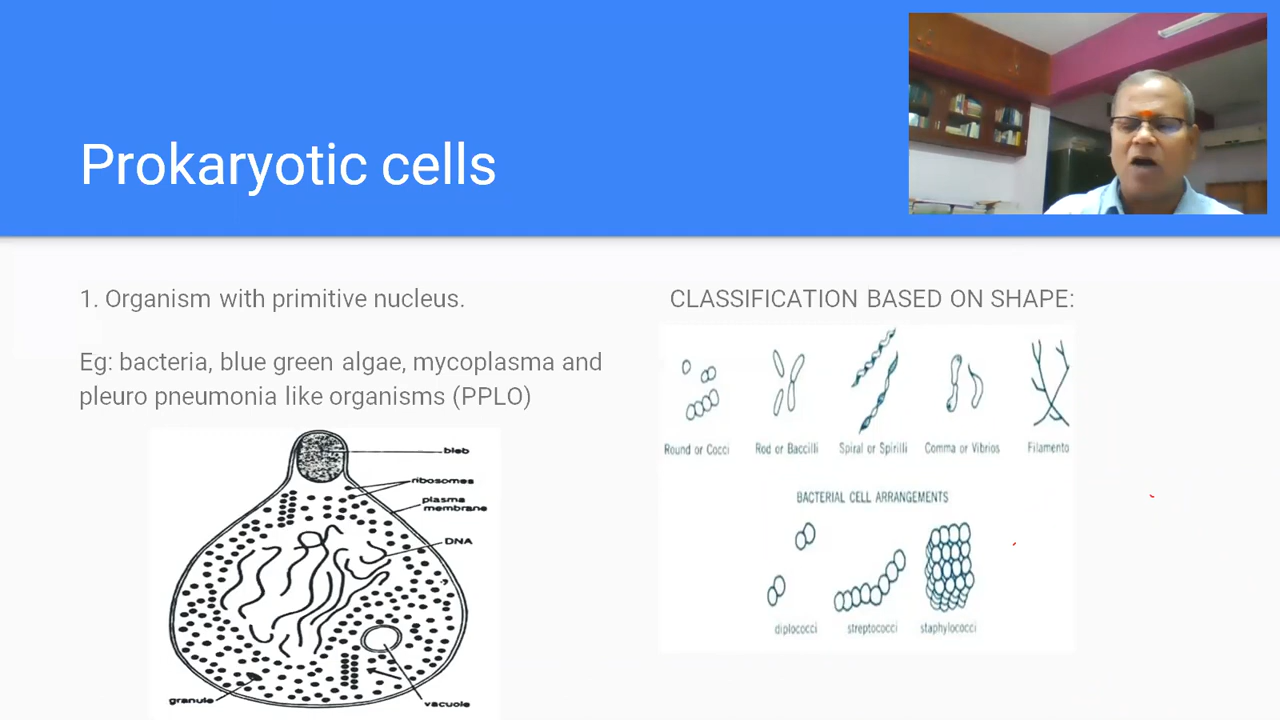 Prokaryotic cells
1. Organism with primitive nucleus.
Eg: bacteria, blue green algae, mycoplasma and
pleuro pneumonia like organisms (PPLO)
bleb
ribosomes
plasma
membrane
DNA
granule
vacuole
CLASSIFICATION BASED ON SHAPE:
Round or Cocci
Rod or Baccilli
Spiral or Spirilli
Comma or Vibrios
Filamento
BACTERIAL CELL ARRANGEMENTS
diplococci
streptococci
staphylococci